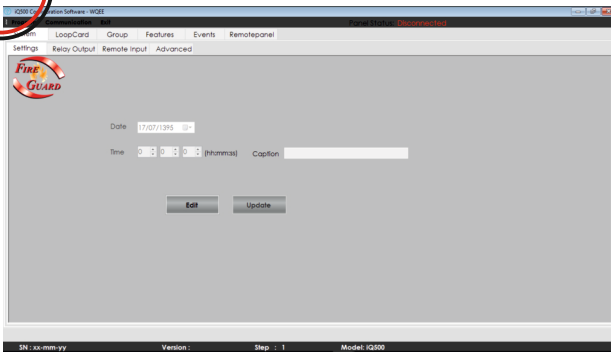 iQ500 Configuration Software - WQEE
Communication Exit
Panel Status: Disconnected
LoopCard Group Features Events Remotepanel
Settings Relay Output Remote Input Advanced
FIRE
GUARD
Date 17/07/1395
Time 0 0 0 (hh:mm:ss) Caption
Edit Update
SN : xx-mm-yy Version : Step : 1 Model: IQ500